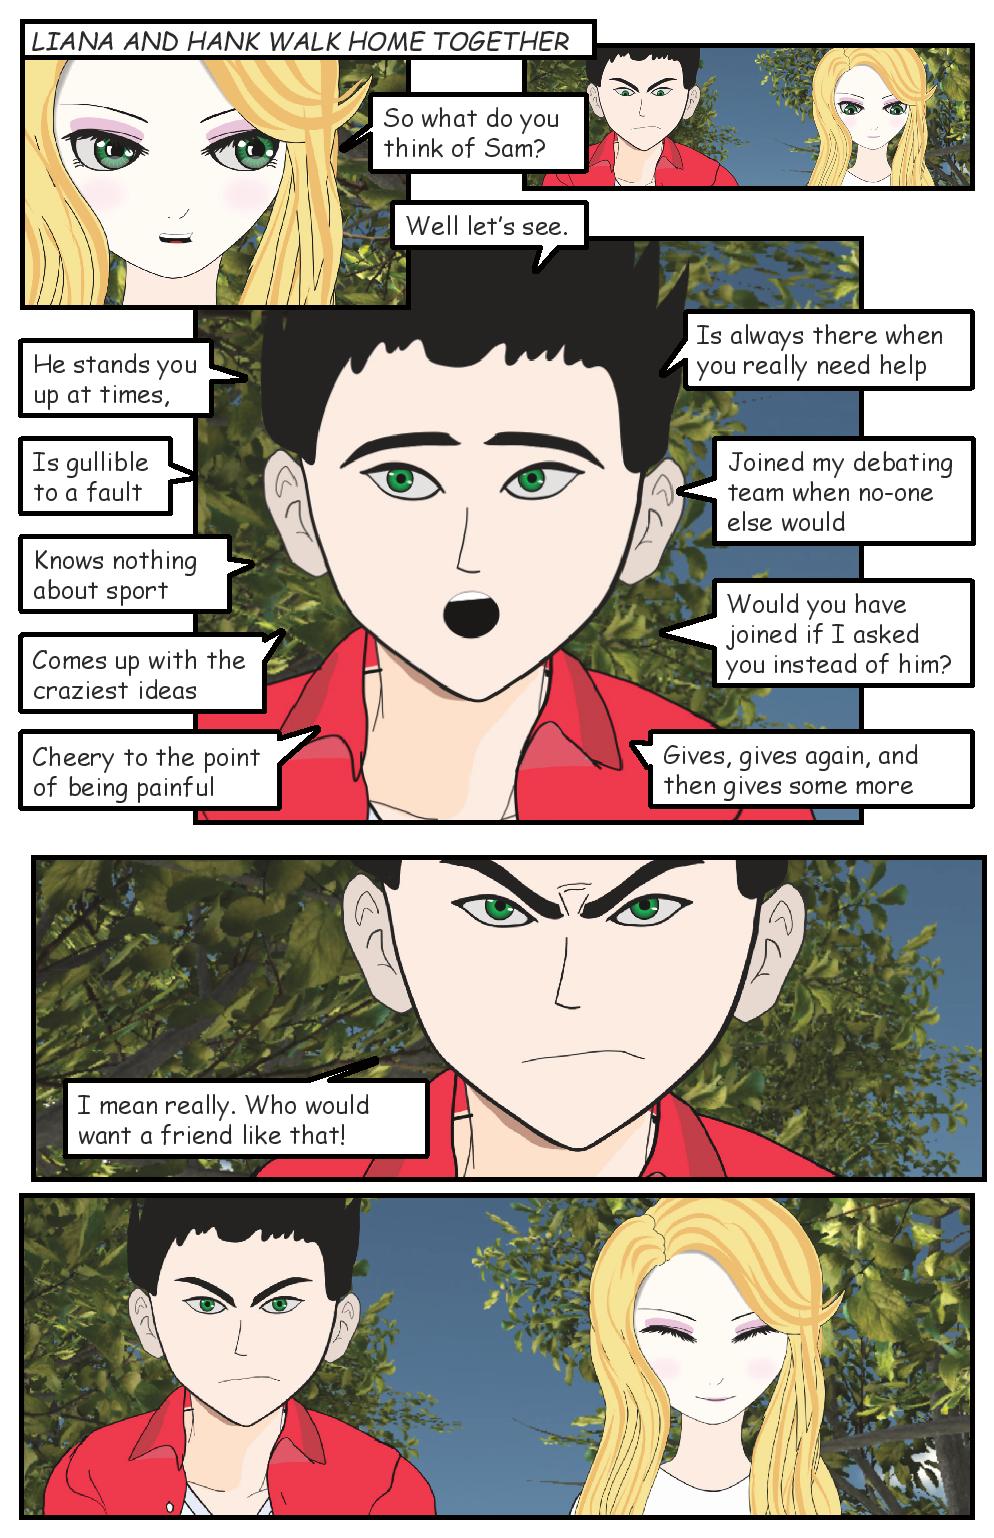 LIANA AND HANK WALK HOME TOGETHER
So what do you
think of Sam?
Well let's see.
He stands you
up at times,
Is always there when
you really need help
Is gullible
to a fault
Joined my debating
team when no-one
else would
Knows nothing
about sport
Would you have
joined if I asked
you instead of him?
Comes up with the
craziest ideas
Cheery to the point
of being painful
Gives, gives again, and
then gives some more
I mean really. Who would
want a friend like that!